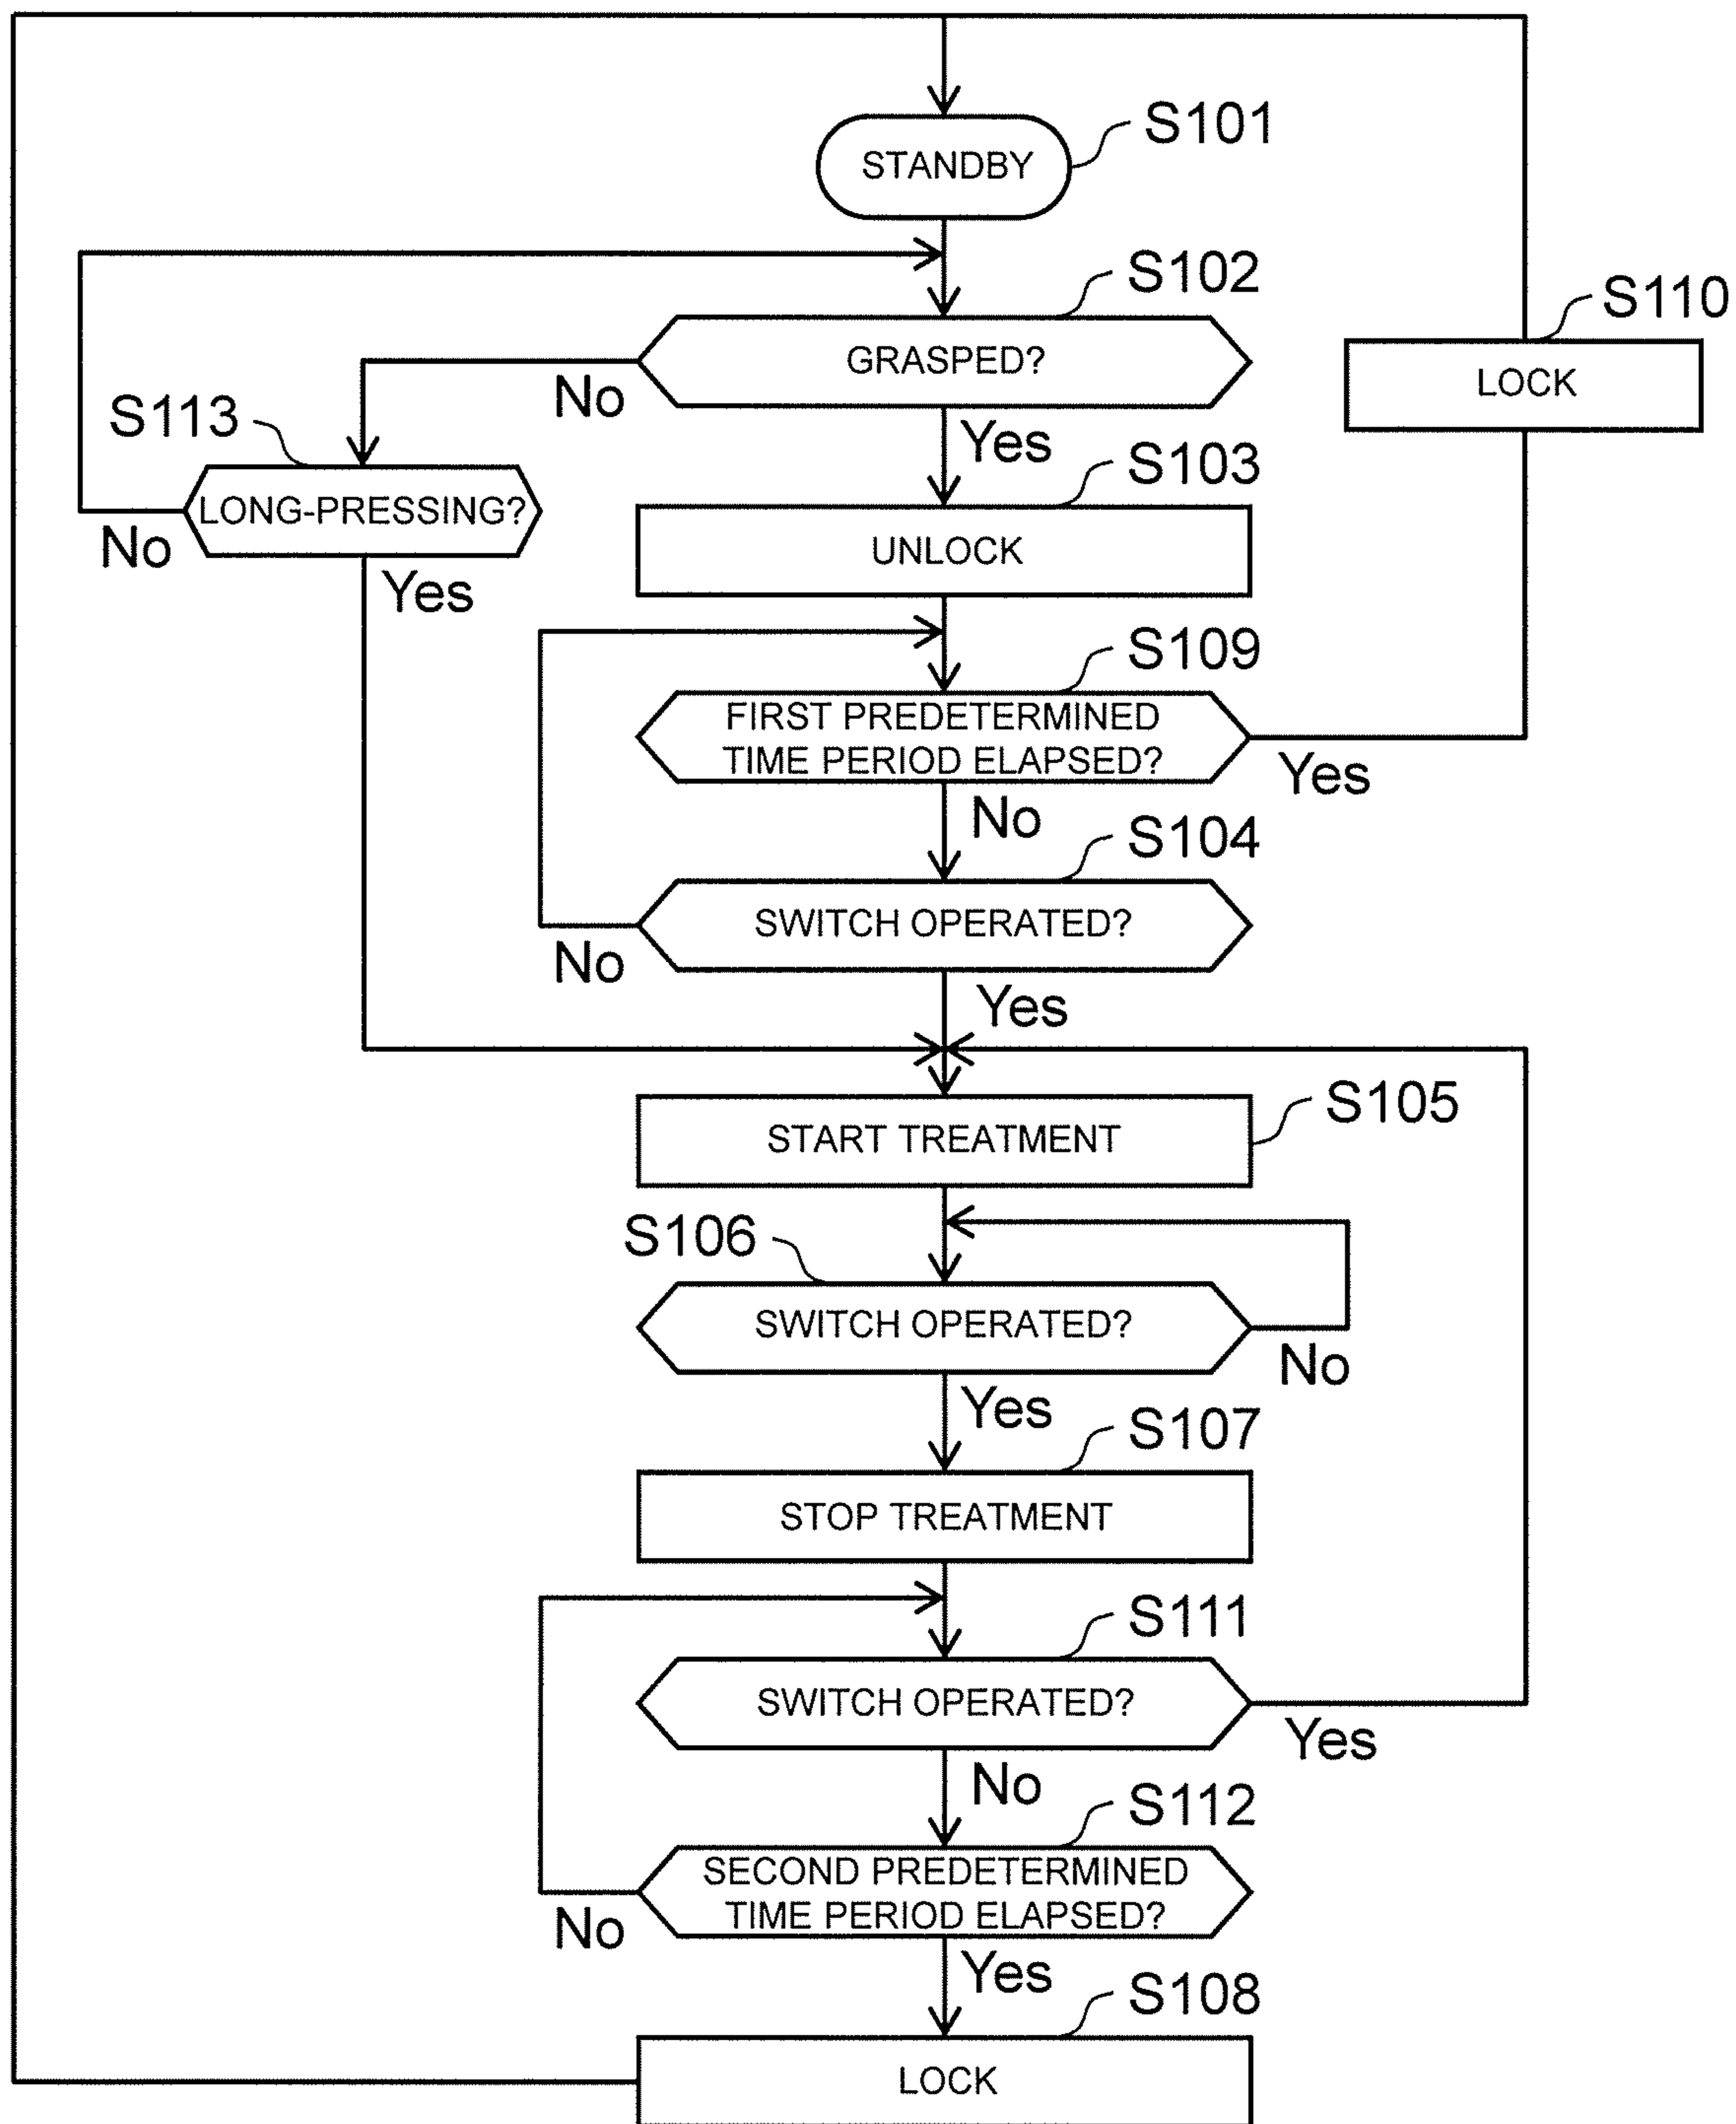 S101
STANDBY
S102
GRASPED?
No
Yes
S110
LOCK
S113
LONG-PRESSING?
No
Yes
S103
UNLOCK
S109
FIRST PREDETERMINED
TIME PERIOD ELAPSED?
Yes
No
S104
SWITCH OPERATED?
No
Yes
S105
START TREATMENT
S106
SWITCH OPERATED?
No
Yes
S107
STOP TREATMENT
S111
SWITCH OPERATED?
Yes
No
S112
SECOND PREDETERMINED
TIME PERIOD ELAPSED?
No
Yes
S108
LOCK